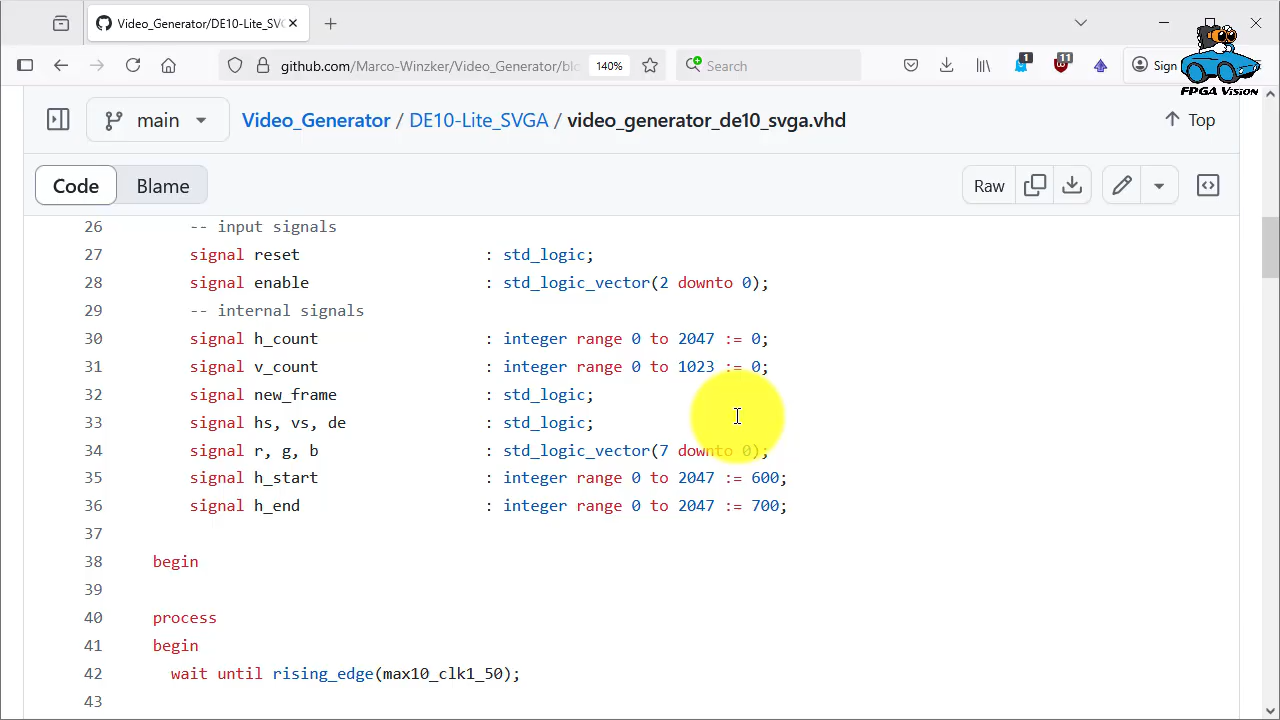 Video_Generator/DE10-Lite_SVG
github.com/Marco-Winzker/Video_Generator/blo
140%
Search
1
11
Sign
FPGA Vision
main
Video_Generator / DE10-Lite_SVGA / video_generator_de10_svga.vhd
Top
Code
Blame
Raw
26 -- input signals
27 signal reset : std_logic;
28 signal enable : std_logic_vector(2 downto 0);
29 -- internal signals
30 signal h_count : integer range 0 to 2047 := 0;
31 signal v_count : integer range 0 to 1023 := 0;
32 signal new_frame : std_logic;
33 signal hs, vs, de : std_logic;
34 signal r, g, b : std_logic_vector(7 downto 0);
35 signal h_start : integer range 0 to 2047 := 600;
36 signal h_end : integer range 0 to 2047 := 700;
37
38 begin
39
40 process
41 begin
42 wait until rising_edge(max10_clk1_50);
43